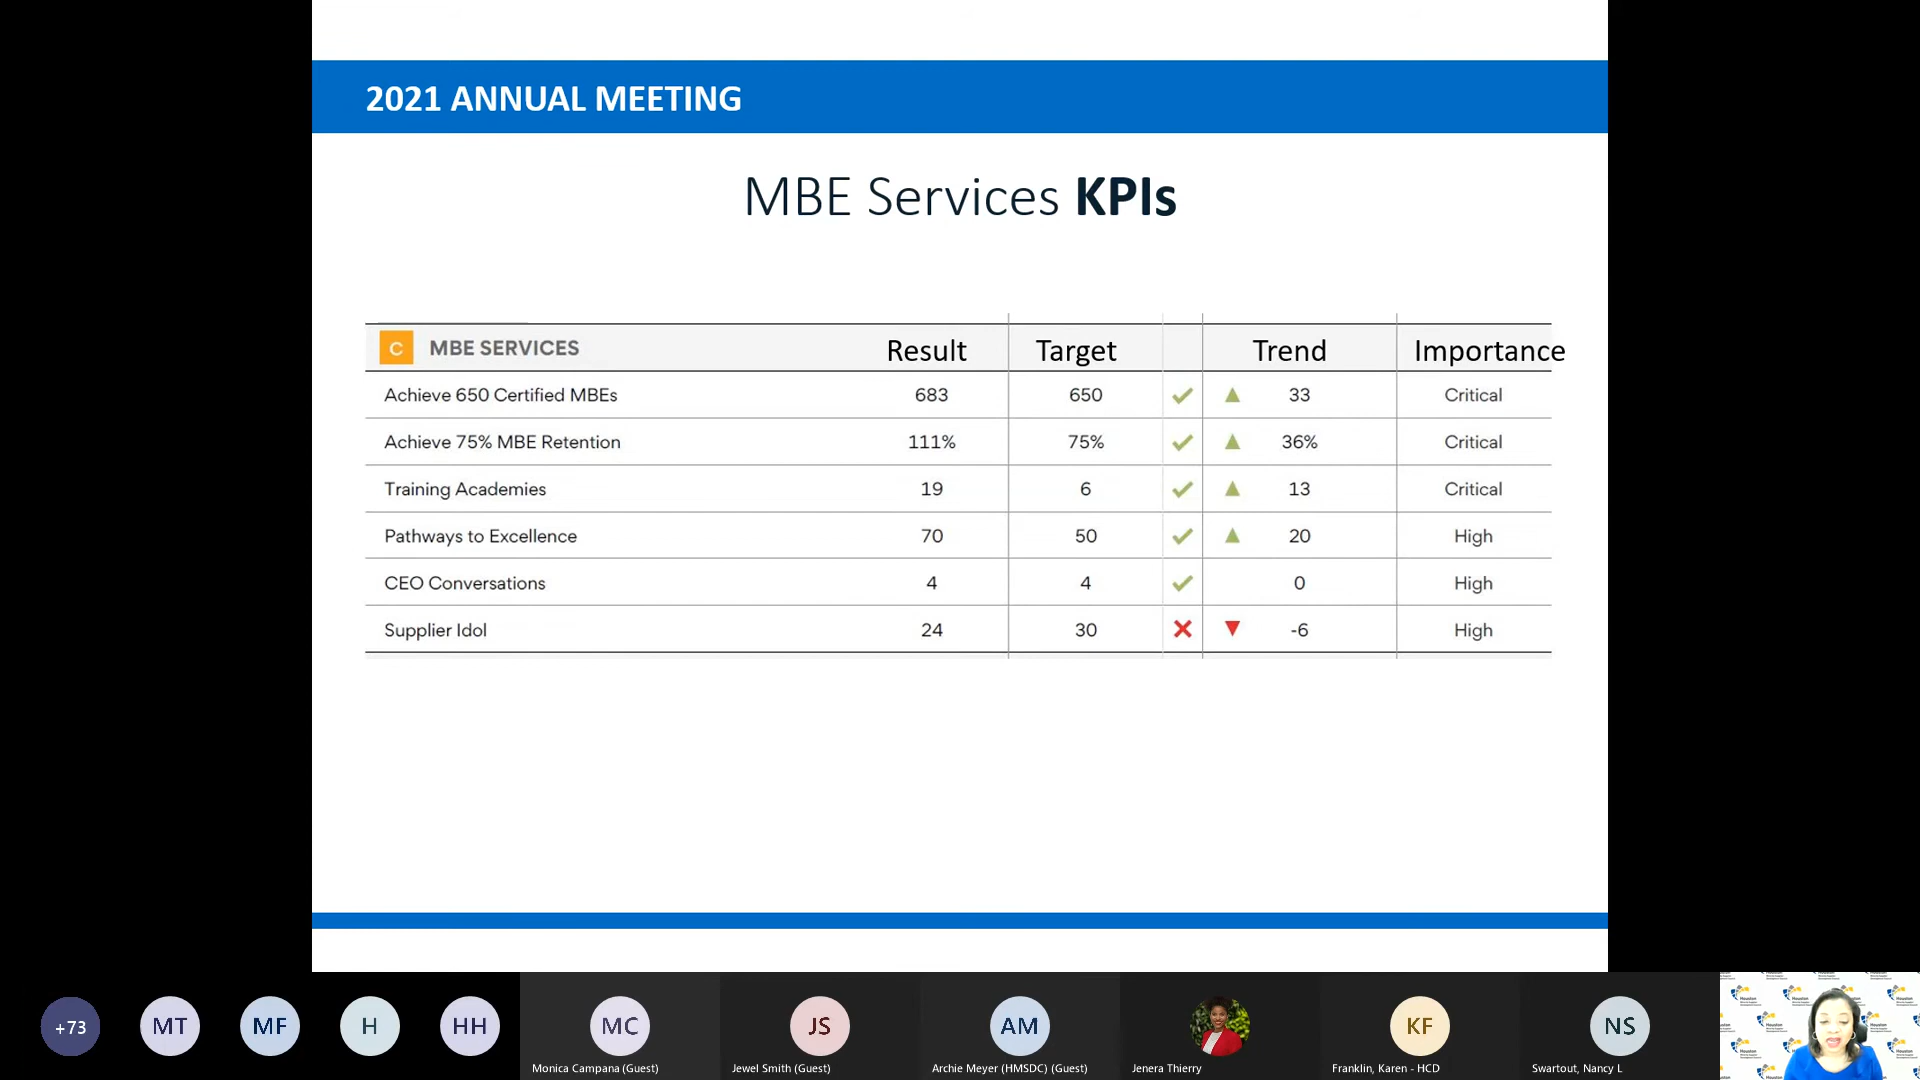 2021 ANNUAL MEETING
MBE Services KPIs
C MBE SERVICES Result Target Trend Importance
Achieve 650 Certified MBEs 683 650 ✓ ▲ 33 Critical
Achieve 75% MBE Retention 111% 75% ✓ ▲ 36% Critical
Training Academies 19 6 ✓ ▲ 13 Critical
Pathways to Excellence 70 50 ✓ ▲ 20 High
CEO Conversations 4 4 ✓ 0 High
Supplier Idol 24 30 ✕ ▼ -6 High
+73 MT MF H HH MC JS AM KF NS
Monica Campana (Guest) Jewel Smith (Guest) Archie Meyer (HMSDC) (Guest) Jenera Thierry Franklin, Karen - HCD Swartout, Nancy L